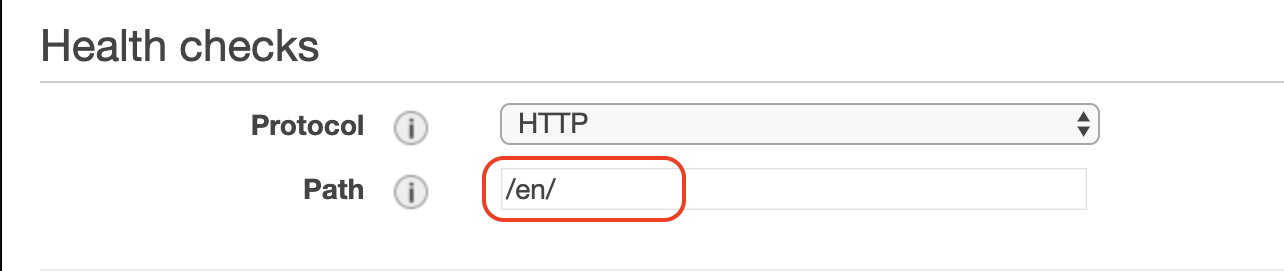 Health checks
Protocol i HTTP
Path i /en/